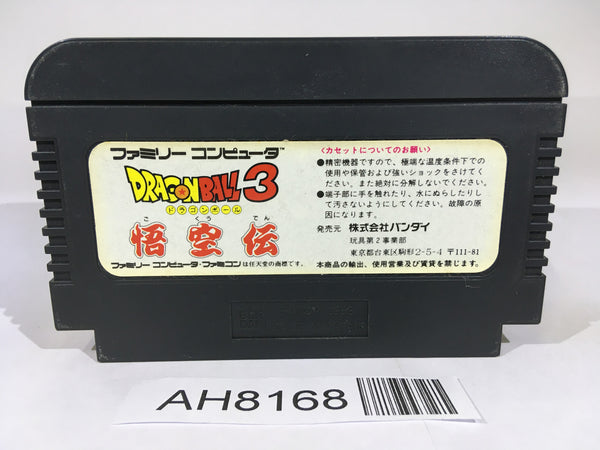 ファミリー コンピュータ™
DRAGON BALL 3
ドラゴンボール
ご くう でん
悟空伝
ファミリー コンピュータ・ファミコンは任天堂の商標です。
〈カセットについてのお願い〉
●精密機器ですので、極端な温度条件下での
使用や保管および強いショックをさけてく
ださい。また絶対に分解しないでください。
●端子部に手を触れたり、水にぬらしたりし
て汚さないようにしてください。故障の原
因になります。
発売元 株式会社バンダイ
玩具第2事業部
東京都台東区駒形2-5-4 〒111-81
本商品の輸出、使用営業及び賃貸を禁じます。
AH8168